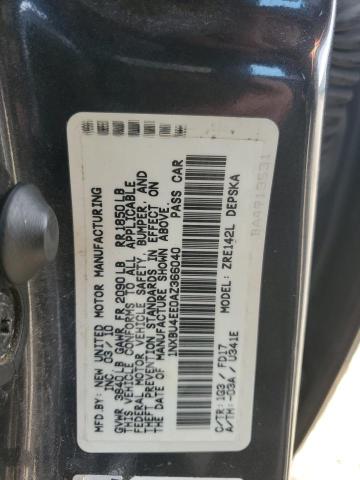 MFD BY: NEW UNITED MOTOR MANUFACTURING
INC. 03/10
GVWR 3840LB GAWR FR 2090LB RR1850LB
THIS VEHICLE CONFORMS TO ALL APPLICABLE
FEDERAL MOTOR VEHICLE SAFETY, BUMPER, AND
THEFT PREVENTION STANDARDS IN EFFECT ON
THE DATE OF MANUFACTURE SHOWN ABOVE.
1NXBU4EE0AZ366040 PASS CAR
C/TR: 1G3 / FD17 MODEL: ZRE142L DEPSKA
A/TM: -03A / U341E